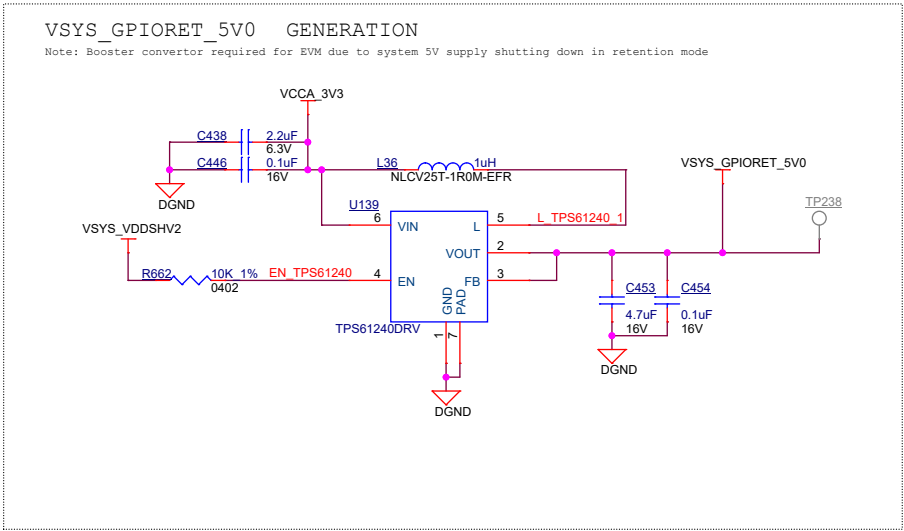 VSYS_GPIORET_5V0 GENERATION
Note: Booster convertor required for EVM due to system 5V supply shutting down in retention mode
VCCA_3V3
C438 2.2uF
6.3V
C446 0.1uF
16V
L36 1uH
NLCV25T-1R0M-EFR
VSYS_GPIORET_5V0
DGND
TP238
U139
VSYS_VDDSHV2
6 VIN
L 5 L_TPS61240_1
VOUT 2
R662 10K 1% EN_TPS61240 4 EN
0402
FB 3
GND
PAD
C453 C454
4.7uF 0.1uF
16V 16V
TPS61240DRV
1 7
DGND
DGND